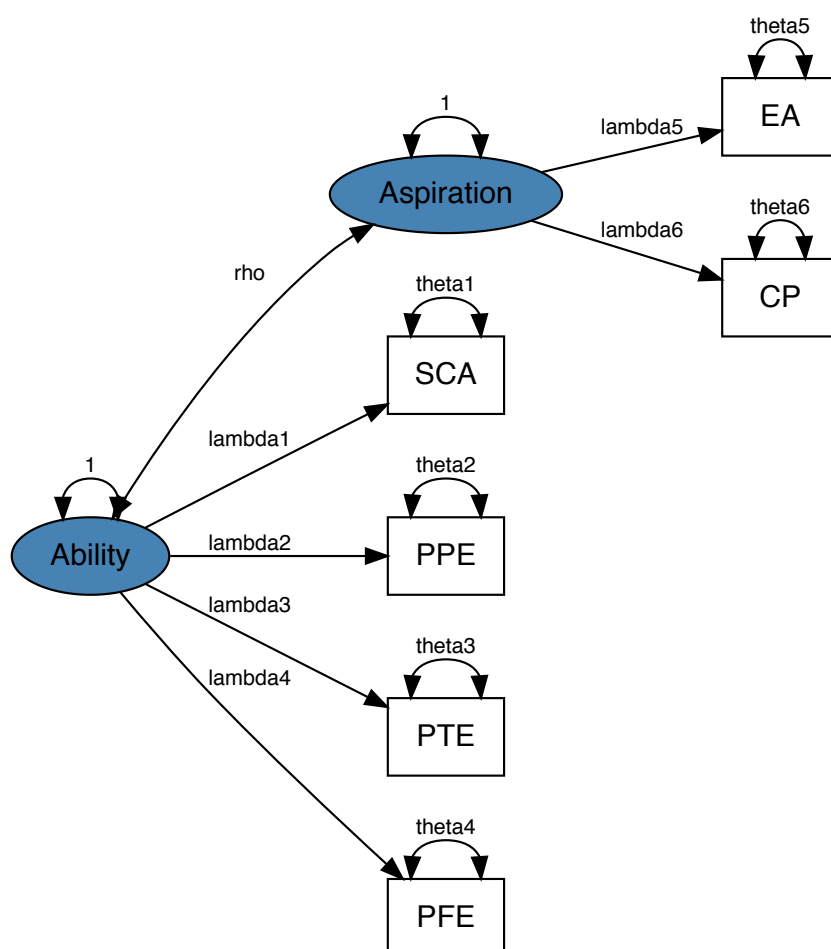 theta5
EA
1
lambda5
Aspiration
theta6
lambda6
CP
rho
theta1
SCA
lambda1
1
theta2
Ability
lambda2
PPE
lambda3
theta3
lambda4
PTE
theta4
PFE